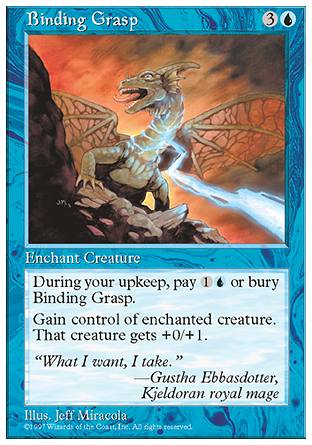 Binding Grasp 3
Enchant Creature
During your upkeep, pay 1 or bury
Binding Grasp.
Gain control of enchanted creature.
That creature gets +0/+1.
"What I want, I take."
—Gustha Ebbasdotter,
Kjeldoran royal mage
Illus. Jeff Miracola
©1997 Wizards of the Coast, Inc. All rights reserved.